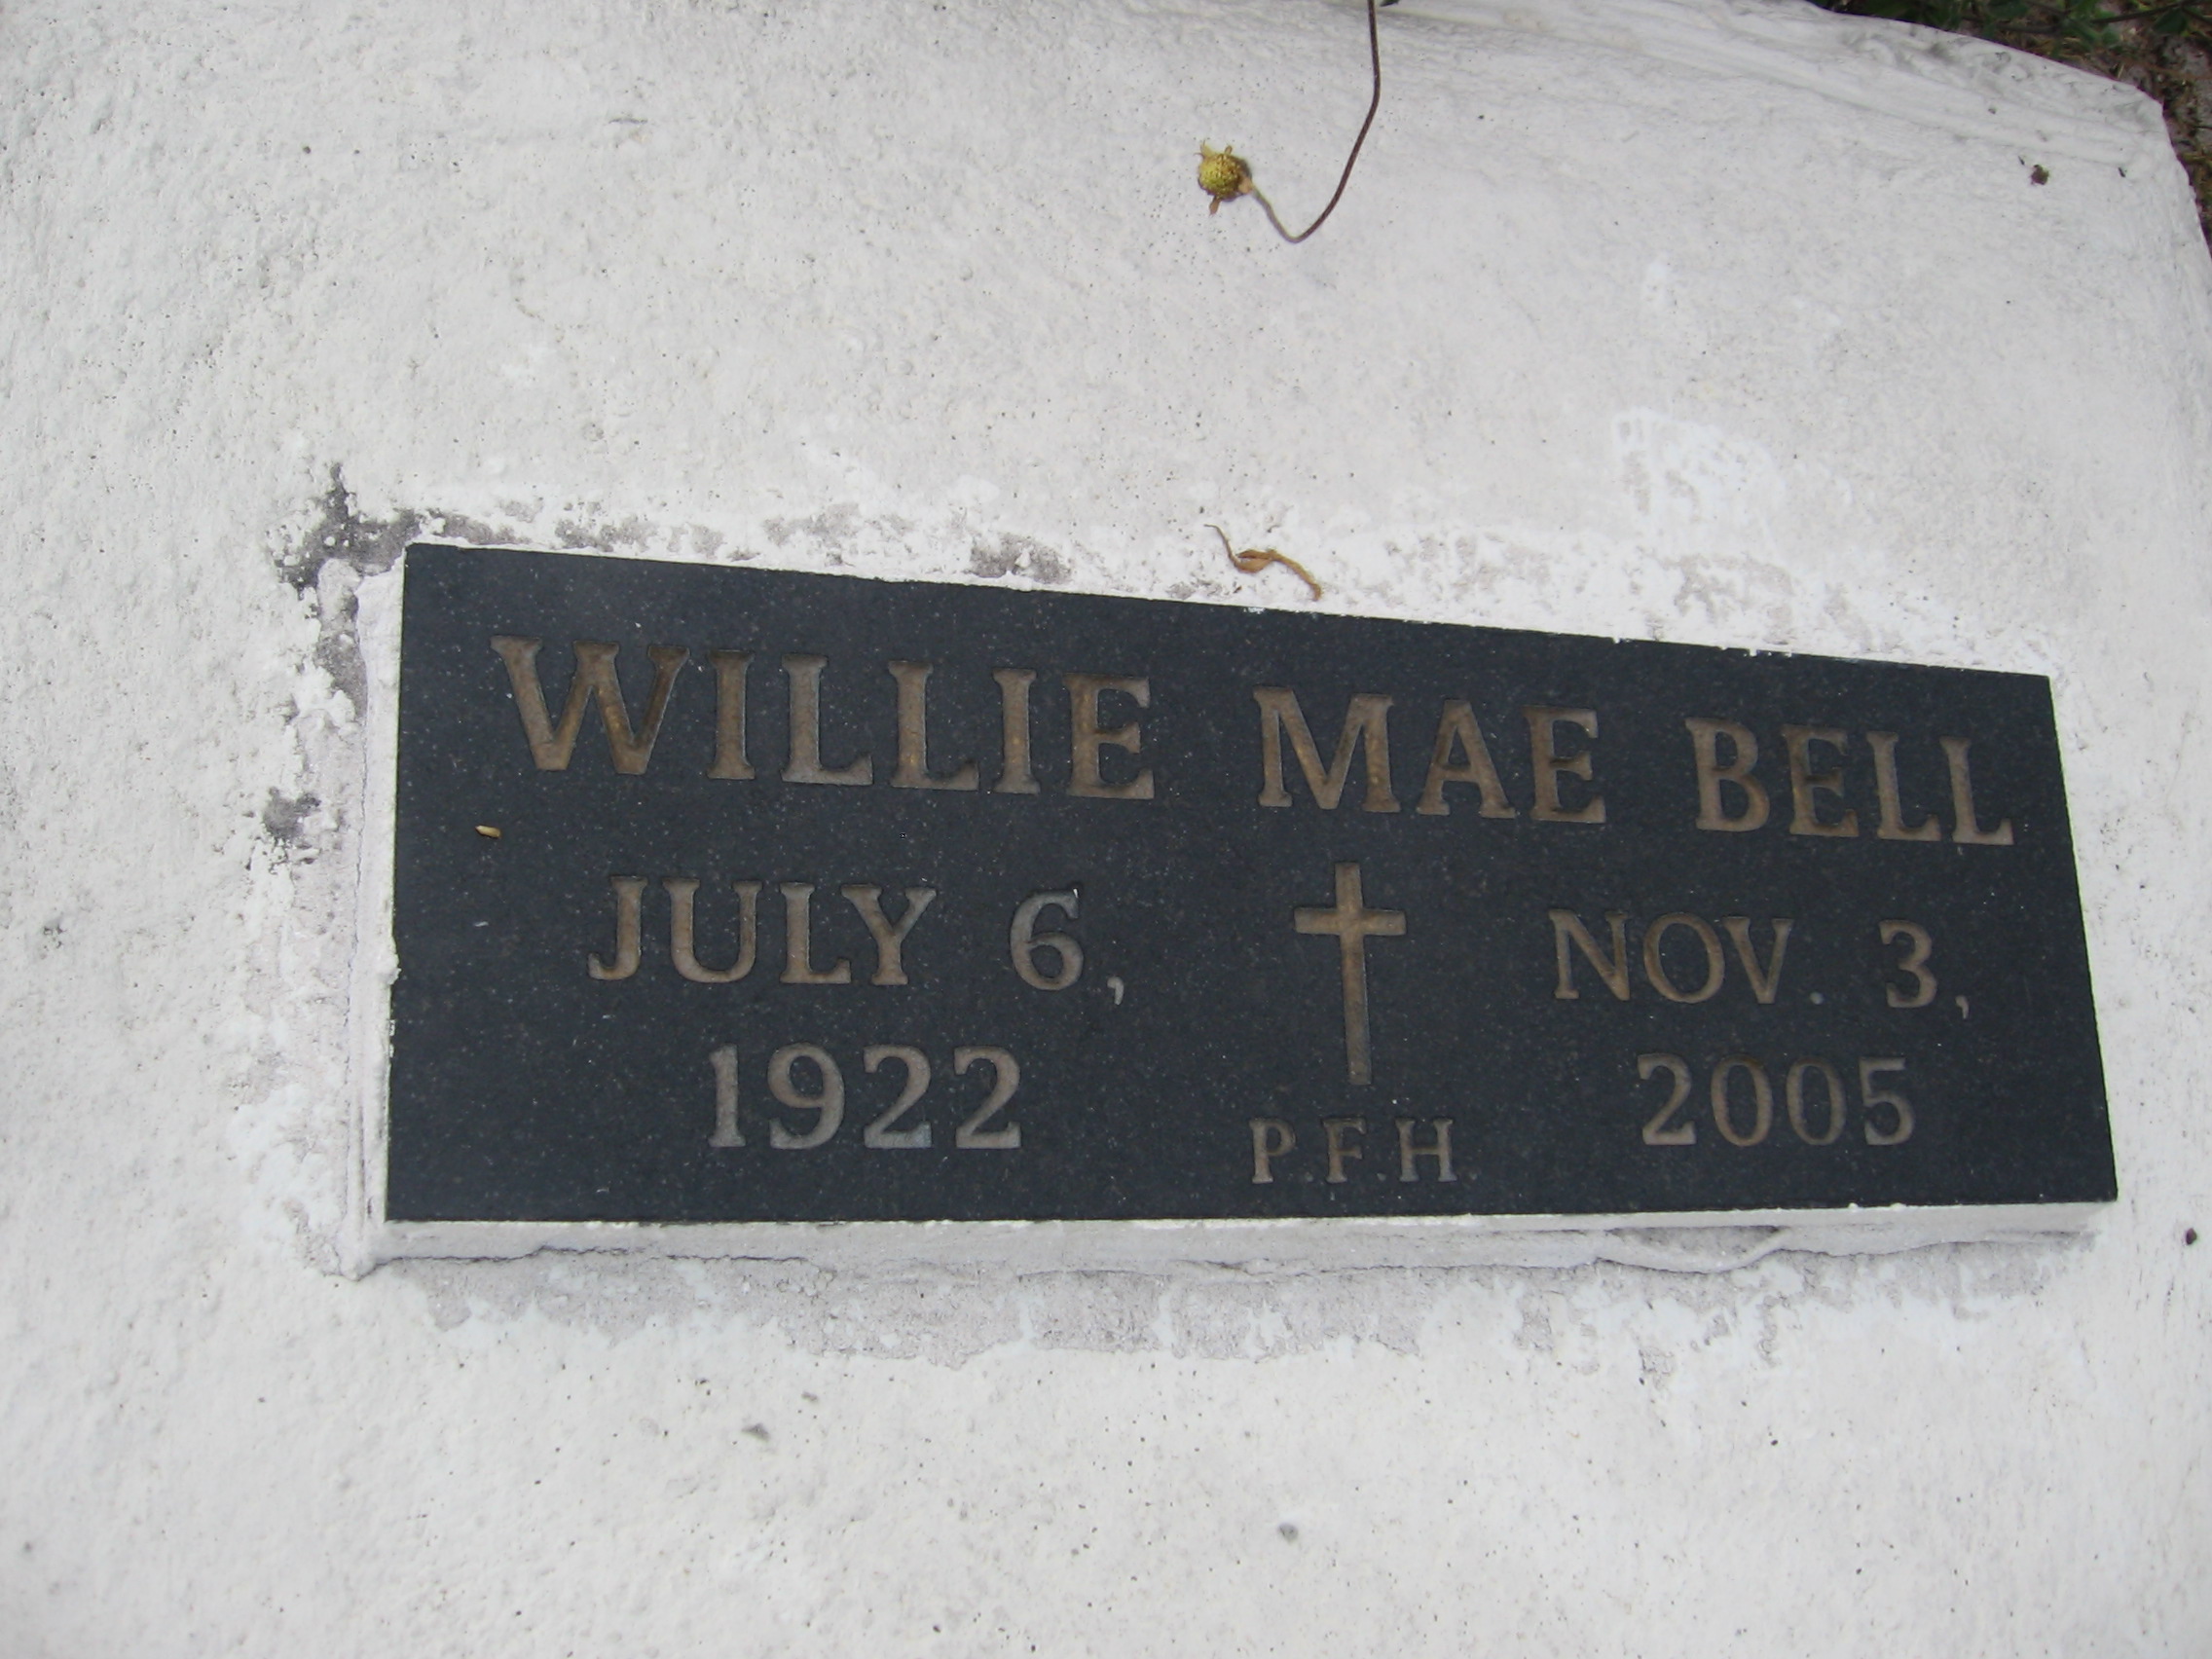 WILLIE MAE BELL
JULY 6, NOV. 3,
1922 2005
P.F.H.